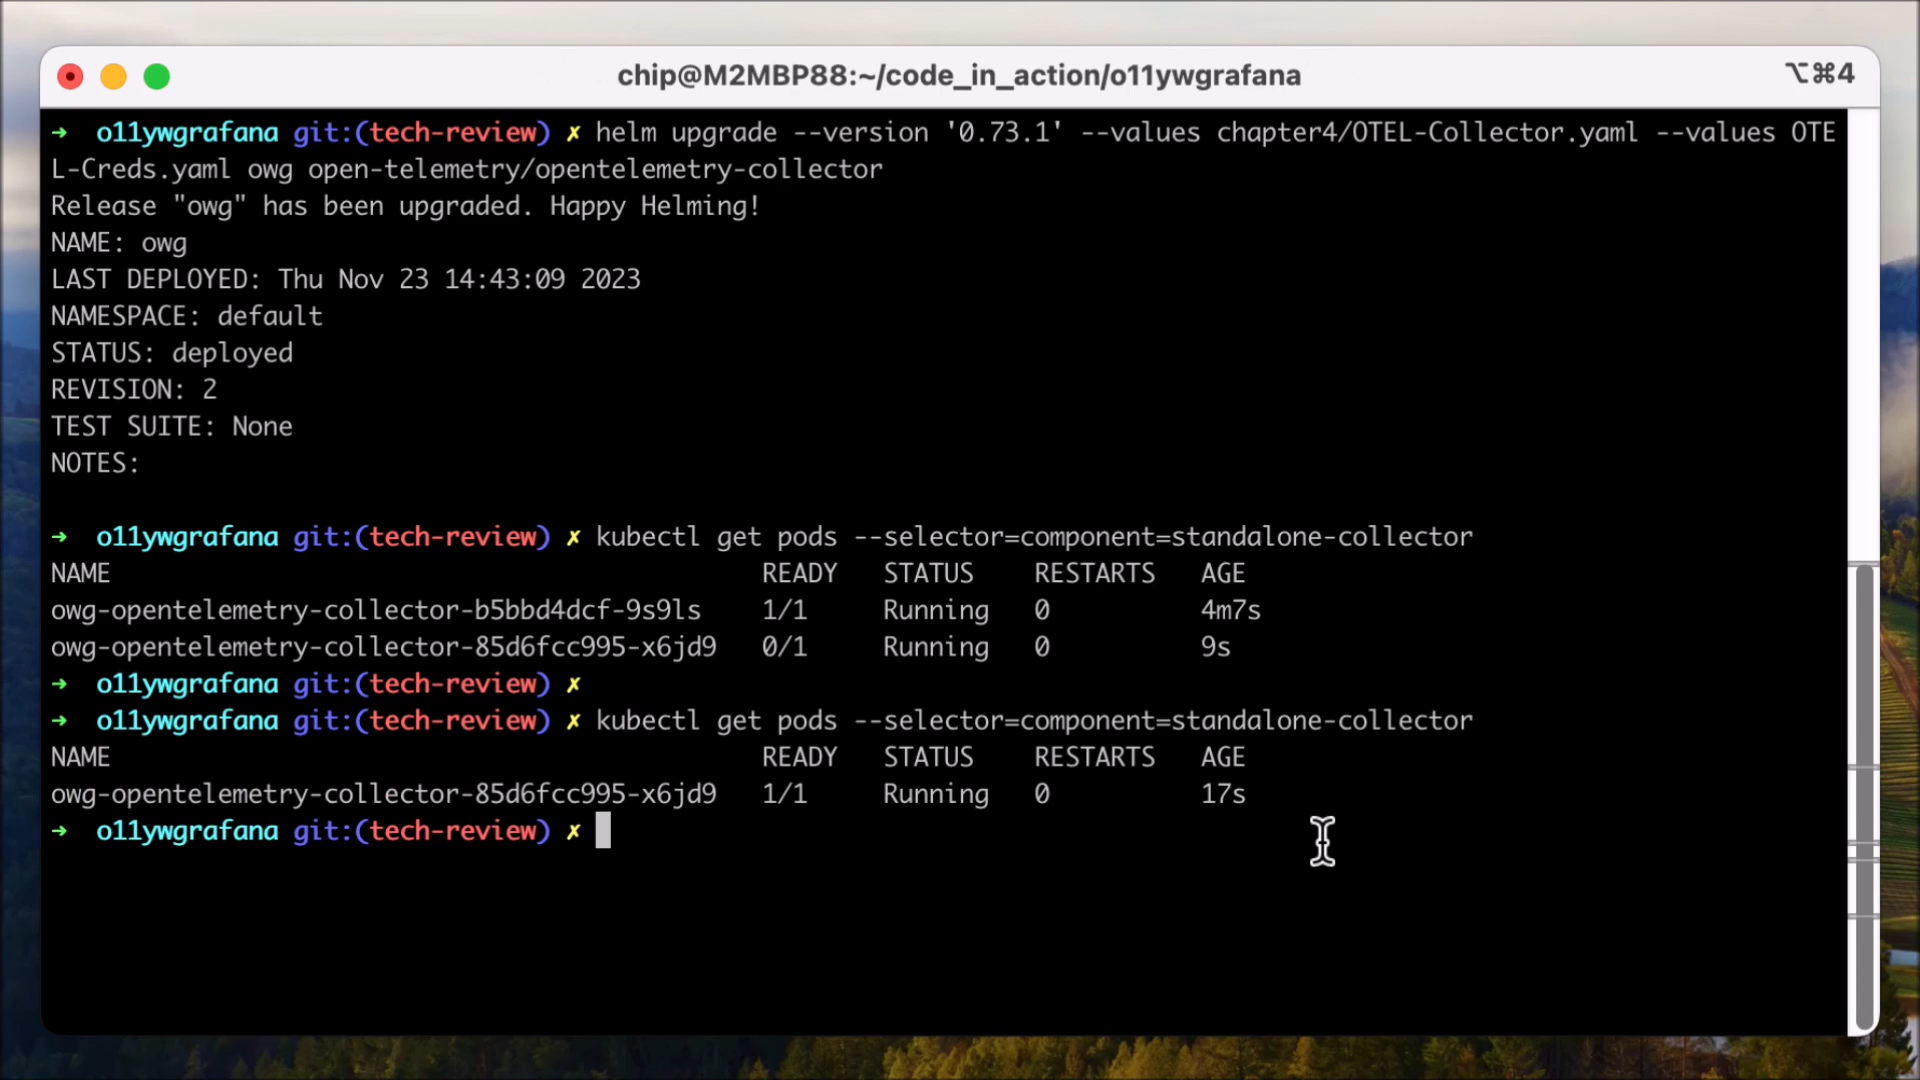 chip@M2MBP88:~/code_in_action/o11ywgrafana
⌥⌘4
➜  o11ywgrafana git:(tech-review) ✗ helm upgrade --version '0.73.1' --values chapter4/OTEL-Collector.yaml --values OTE
L-Creds.yaml owg open-telemetry/opentelemetry-collector
Release "owg" has been upgraded. Happy Helming!
NAME: owg
LAST DEPLOYED: Thu Nov 23 14:43:09 2023
NAMESPACE: default
STATUS: deployed
REVISION: 2
TEST SUITE: None
NOTES:
➜  o11ywgrafana git:(tech-review) ✗ kubectl get pods --selector=component=standalone-collector
NAME READY STATUS RESTARTS AGE
owg-opentelemetry-collector-b5bbd4dcf-9s9ls 1/1 Running 0 4m7s
owg-opentelemetry-collector-85d6fcc995-x6jd9 0/1 Running 0 9s
➜  o11ywgrafana git:(tech-review) ✗
➜  o11ywgrafana git:(tech-review) ✗ kubectl get pods --selector=component=standalone-collector
NAME READY STATUS RESTARTS AGE
owg-opentelemetry-collector-85d6fcc995-x6jd9 1/1 Running 0 17s
➜  o11ywgrafana git:(tech-review) ✗